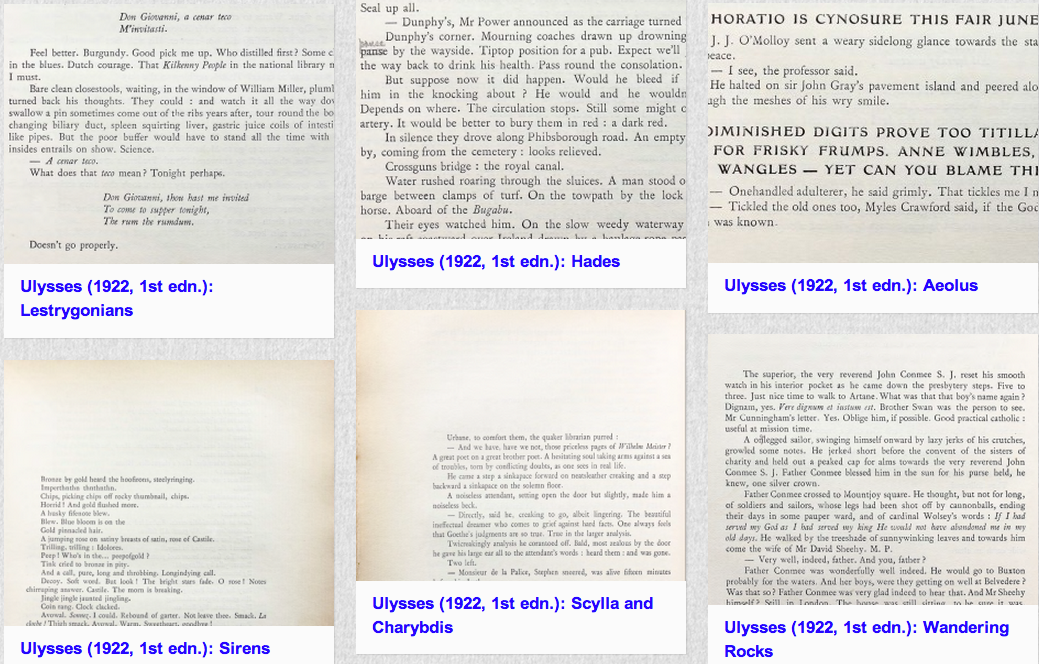 Don Giovanni, a cenar teco
M'invitasti.
Feel better. Burgundy. Good pick me up. Who distilled first? Some c
in the blues. Dutch courage. That Kilkenny People in the national library n
I must.
Bare clean closestools, waiting, in the window of William Miller, pluml
turned back his thoughts. They could : and watch it all the way dov
swallow a pin sometimes come out of the ribs years after, tour round the bo
changing biliary duct, spleen squirting liver, gastric juice coils of intesti
like pipes. But the poor buffer would have to stand all the time with
insides entrails on show. Science.
— A cenar teco.
What does that teco mean? Tonight perhaps.
Don Giovanni, thou hast me invited
To come to supper tonight,
The rum the rumdum.
Doesn't go properly.
Ulysses (1922, 1st edn.):
Lestrygonians
Seal up all.
— Dunphy's, Mr Power announced as the carriage turned
Dunphy's corner. Mourning coaches drawn up drowning
panse by the wayside. Tiptop position for a pub. Expect we'll
the way back to drink his health. Pass round the consolation.
But suppose now it did happen. Would he bleed if
him in the knocking about ? He would and he wouldn
Depends on where. The circulation stops. Still some might c
artery. It would be better to bury them in red : a dark red.
In silence they drove along Phibsborough road. An empty
by, coming from the cemetery : looks relieved.
Crossguns bridge : the royal canal.
Water rushed roaring through the sluices. A man stood o
barge between clamps of turf. On the towpath by the lock
horse. Aboard of the Bugabu.
Their eyes watched him. On the slow weedy waterway
on his raft coastward over Ireland drawn by a haulage rope pas
Ulysses (1922, 1st edn.): Hades
HORATIO IS CYNOSURE THIS FAIR JUNE
J. J. O'Molloy sent a weary sidelong glance towards the sta
peace.
— I see, the professor said.
He halted on sir John Gray's pavement island and peered alo
ugh the meshes of his wry smile.
DIMINISHED DIGITS PROVE TOO TITILLA
FOR FRISKY FRUMPS. ANNE WIMBLES,
WANGLES — YET CAN YOU BLAME THE
— Onehandled adulterer, he said grimly. That tickles me I n
— Tickled the old ones too, Myles Crawford said, if the God
was known.
Ulysses (1922, 1st edn.): Aeolus
Bronze by gold heard the hoofirons, steelyringing.
Imperthnthn thnthnthn.
Chips, picking chips off rocky thumbnail, chips.
Horrid ! And gold flushed more.
A husky fifenote blew.
Blew. Blue bloom is on the
Gold pinnacled hair.
A jumping rose on satiny breasts of satin, rose of Castile.
Trilling, trilling : Idolores.
Peep ! Who's in the... peepofgold ?
Tink cried to bronze in pity.
And a call, pure, long and throbbing. Longindying call.
Decoy. Soft word. But look ! The bright stars fade. O rose ! Notes
chirruping answer. Castile. The morn is breaking.
Jingle jingle jaunted jingling.
Coin rang. Clock clacked.
Avowal. Sonnez. I could. Rebound of garter. Not leave thee. Smack. La
cloche ! Thigh smack. Avowal. Warm. Sweetheart, goodbye !
Ulysses (1922, 1st edn.): Sirens
Urbane, to comfort them, the quaker librarian purred :
— And we have, have we not, those priceless pages of Wilhelm Meister ?
A great poet on a great brother poet. A hesitating soul taking arms against a sea
of troubles, torn by conflicting doubts, as one sees in real life.
He came a step a sinkapace forward on neatsleather creaking and a step
backward a sinkapace on the solemn floor.
A noiseless attendant, setting open the door but slightly, made him a
noiseless beck.
— Directly, said he, creaking to go, albeit lingering. The beautiful
ineffectual dreamer who comes to grief against hard facts. One always feels
that Goethe's judgments are so true. True in the larger analysis.
Twicreakingly analysis he corantoed off. Bald, most zealous by the door
he gave his large ear all to the attendant's words : heard them : and was gone.
Two left.
— Monsieur de la Palice, Stephen sneered, was alive fifteen minutes
Ulysses (1922, 1st edn.): Scylla and
Charybdis
The superior, the very reverend John Conmee S. J. reset his smooth
watch in his interior pocket as he came down the presbytery steps. Five to
three. Just nice time to walk to Artane. What was that that boy's name again ?
Dignam, yes. Vere dignum et iustum est. Brother Swan was the person to see.
Mr Cunningham's letter. Yes. Oblige him, if possible. Good practical catholic :
useful at mission time.
A onelegged sailor, swinging himself onward by lazy jerks of his crutches,
growled some notes. He jerked short before the convent of the sisters of
charity and held out a peaked cap for alms towards the very reverend John
Conmee S. J. Father Conmee blessed him in the sun for his purse held, he
knew, one silver crown.
Father Conmee crossed to Mountjoy square. He thought, but not for long,
of soldiers and sailors, whose legs had been shot off by cannonballs, ending
their days in some pauper ward, and of cardinal Wolsey's words : If I had
served my God as I had served my king He would not have abandoned me in my
old days. He walked by the treeshade of sunnywinking leaves and towards him
came the wife of Mr David Sheehy. M. P.
— Very well, indeed, father. And you, father ?
Father Conmee was wonderfully well indeed. He would go to Buxton
probably for the waters. And her boys, were they getting on well at Belvedere ?
Was that so ? Father Conmee was very glad indeed to hear that. And Mr Sheehy
himself ? Still in London. The house was still sitting, to be sure it was.
Ulysses (1922, 1st edn.): Wandering
Rocks